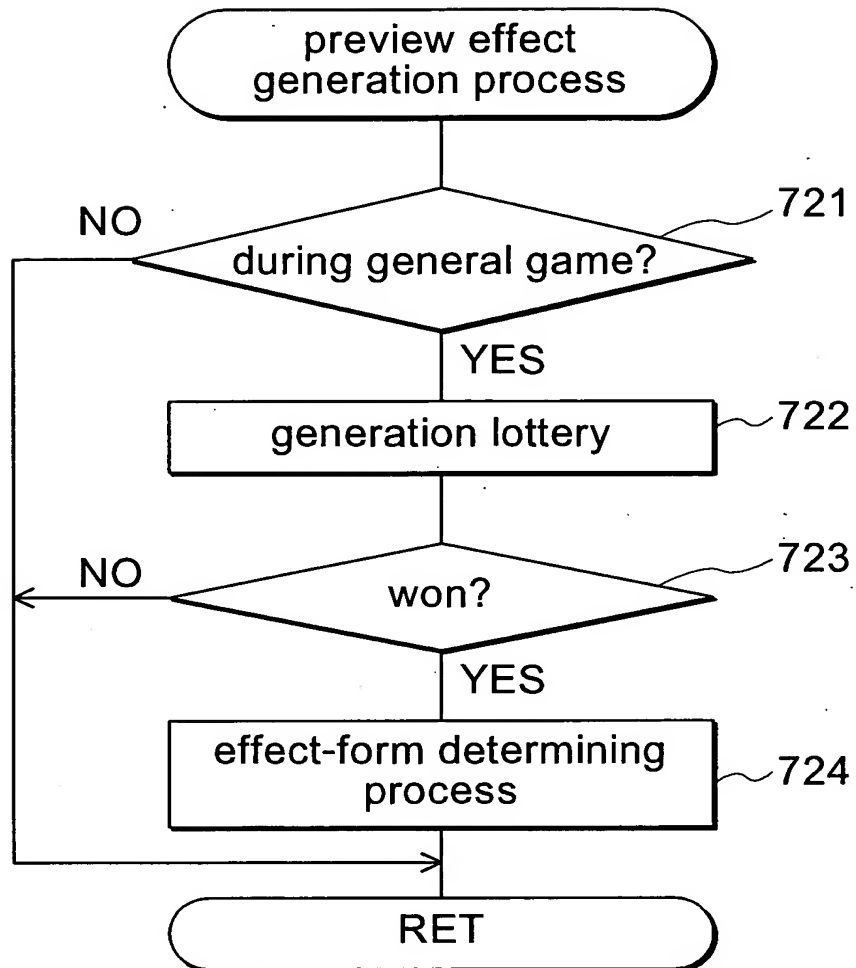 preview effect
generation process
721
NO
during general game?
YES
722
generation lottery
723
NO
won?
YES
effect-form determining
process
724
RET